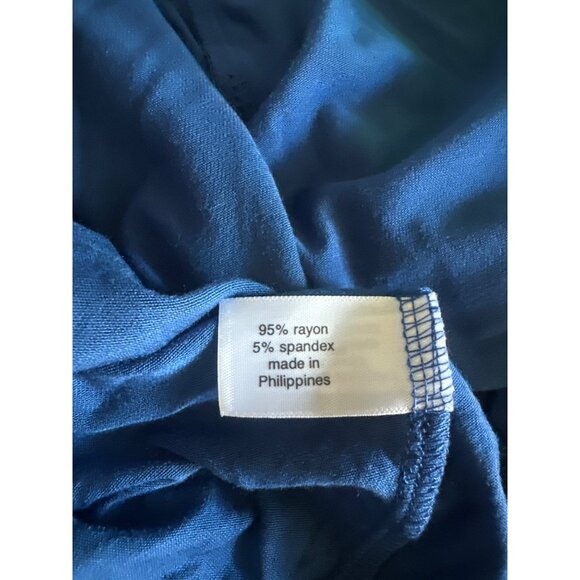 95% rayon
5% spandex
made in
Philippines